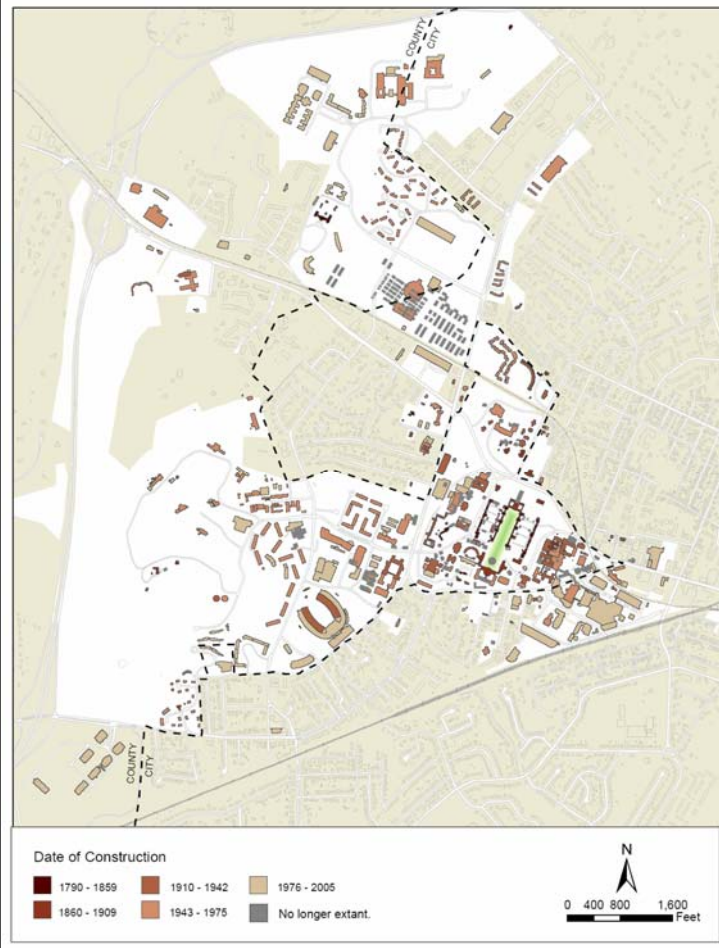 COUNTY
CITY
COUNTY
CITY
Date of Construction
1790 - 1859
1910 - 1942
1976 - 2005
1860 - 1909
1943 - 1975
No longer extant.
N
0 400 800 1,600
Feet